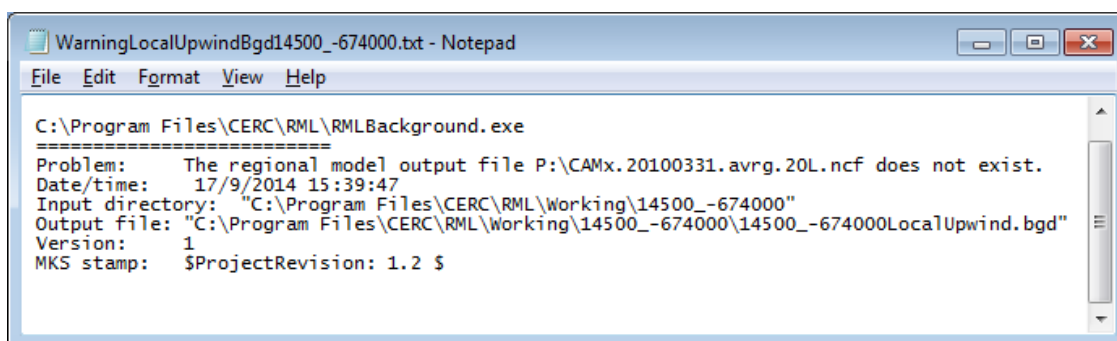 WarningLocalUpwindBgd14500_-674000.txt - Notepad
File Edit Format View Help
C:\Program Files\CERC\RML\RMLBackground.exe
==========================
Problem: The regional model output file P:\CAMx.20100331.avrg.20L.ncf does not exist.
Date/time: 17/9/2014 15:39:47
Input directory: "C:\Program Files\CERC\RML\Working\14500_-674000"
Output file: "C:\Program Files\CERC\RML\Working\14500_-674000\14500_-674000LocalUpwind.bgd"
Version: 1
MKS stamp: $ProjectRevision: 1.2 $